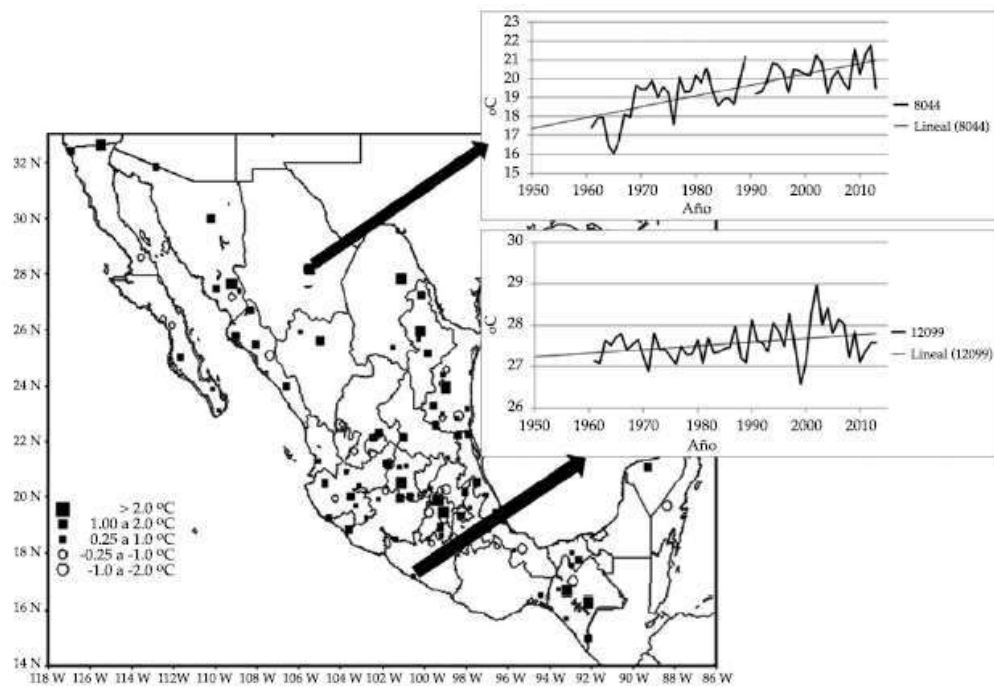 23
22
21
20
19
18
17
16
15
oC
1950 1960 1970 1980 1990 2000 2010
Año
8044
Lineal (8044)
30
29
28
27
26
oC
1950 1960 1970 1980 1990 2000 2010
Año
12099
Lineal (12099)
32 N
30 N
28 N
26 N
24 N
22 N
20 N
18 N
16 N
14 N
> 2.0 ºC
1.00 a 2.0 ºC
0.25 a 1.0 ºC
-0.25 a -1.0 ºC
-1.0 a -2.0 ºC
118 W 116 W 114 W 112 W 110 W 108 W 106 W 104 W 102 W 100 W 98 W 96 W 94 W 92 W 90 W 88 W 86 W